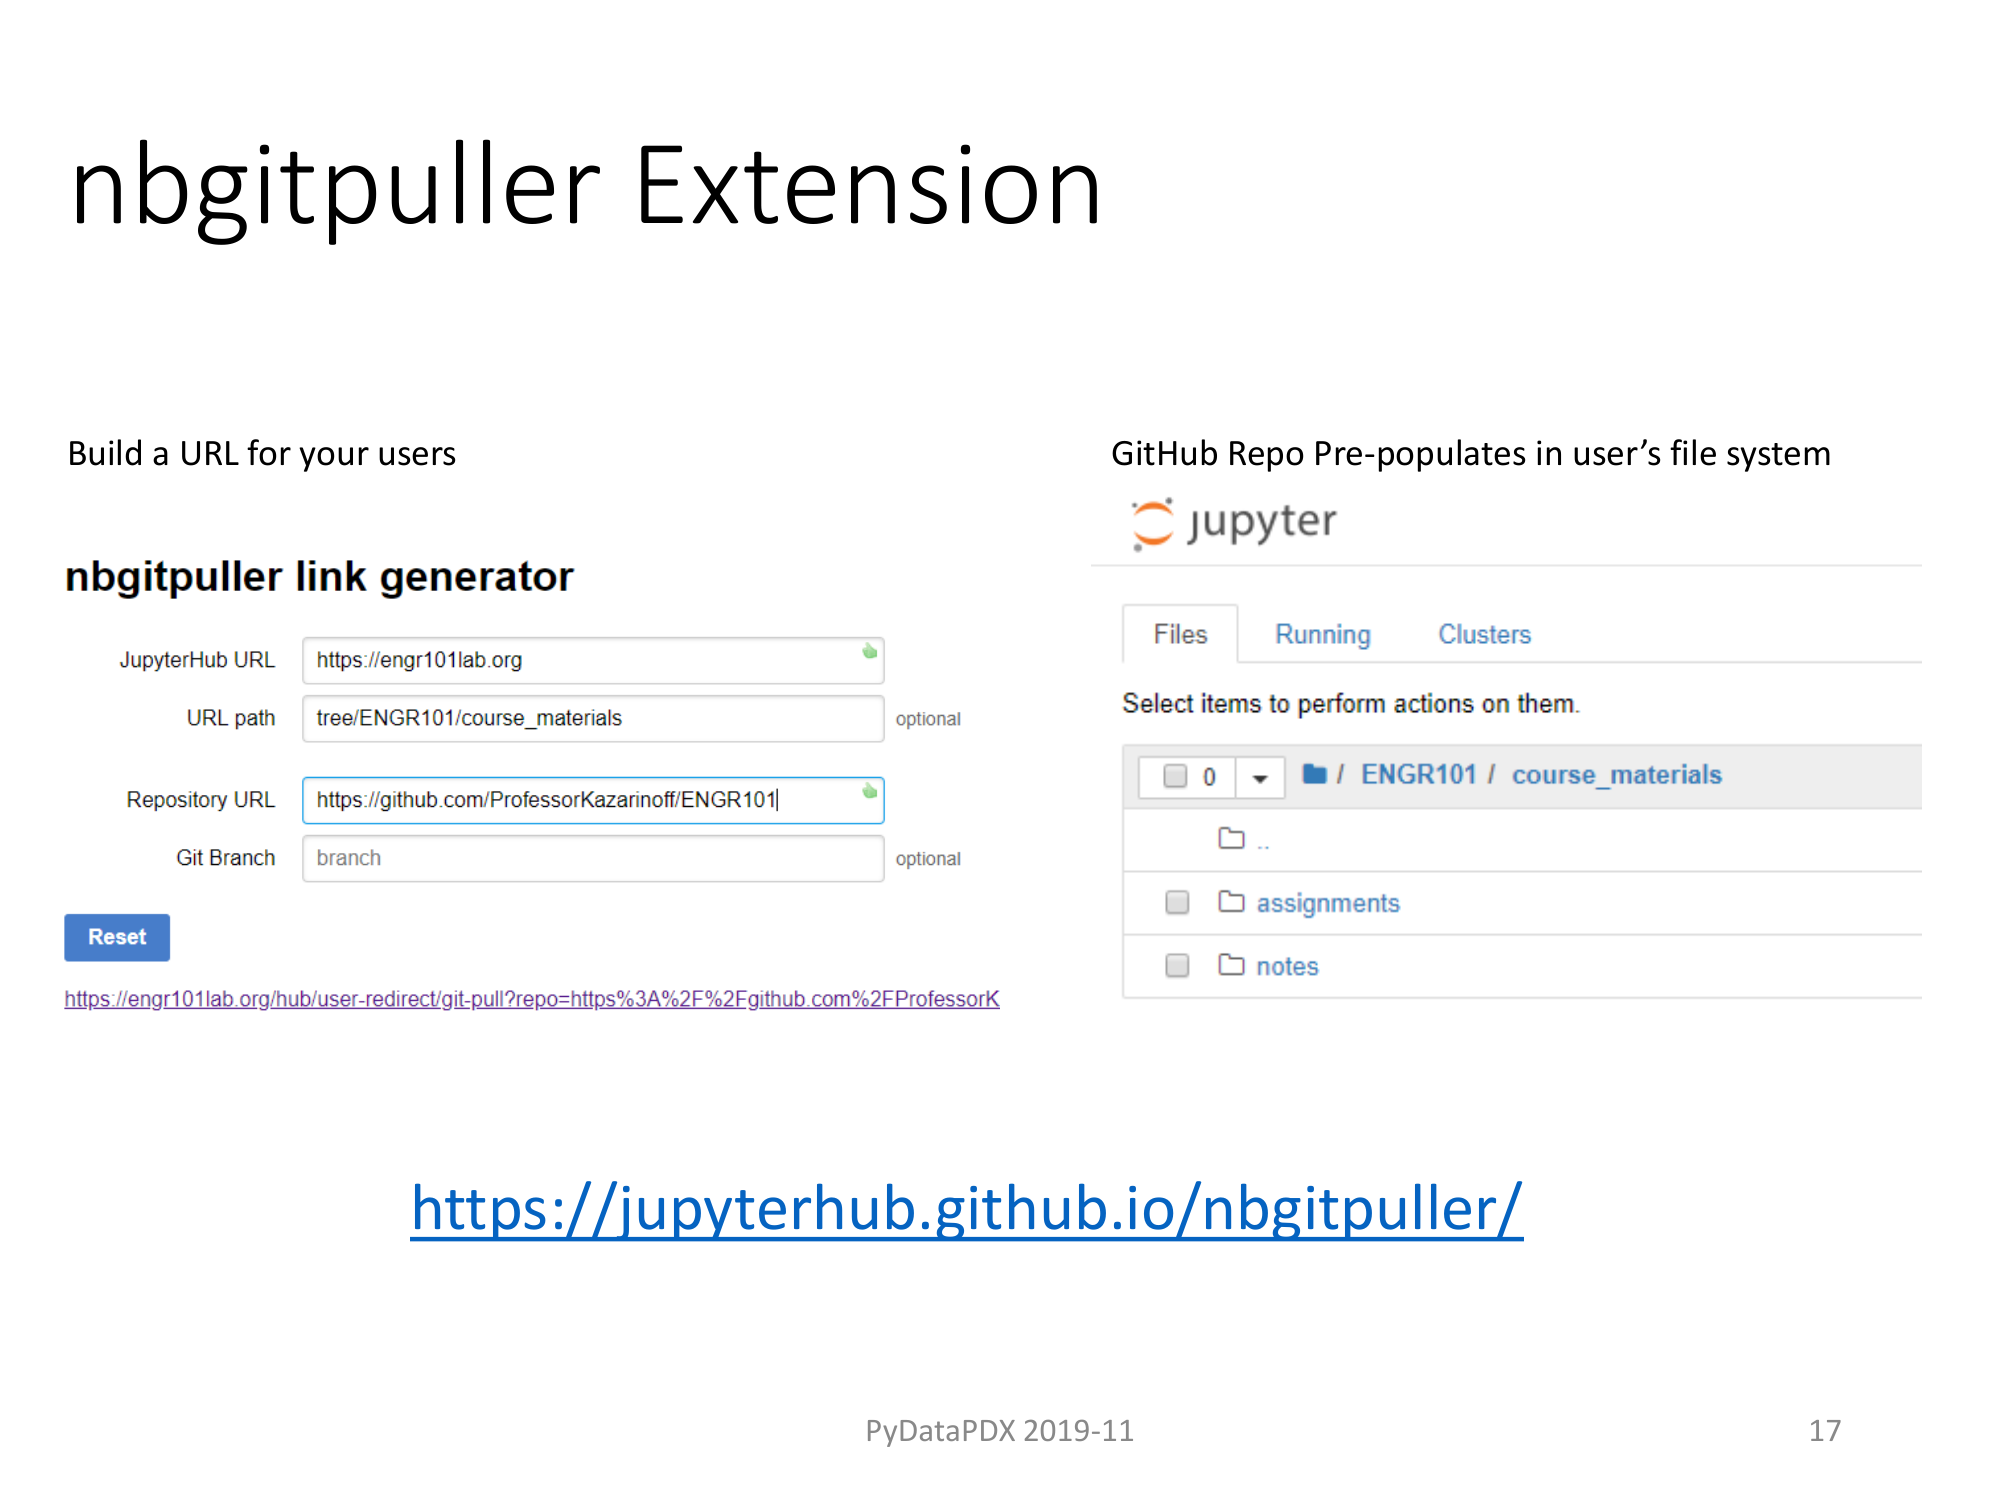 nbgitpuller Extension
Build a URL for your users
nbgitpuller link generator
JupyterHub URL https://engr101lab.org
URL path tree/ENGR101/course_materials optional
Repository URL https://github.com/ProfessorKazarinoff/ENGR101
Git Branch branch optional
Reset
https://engr101lab.org/hub/user-redirect/git-pull?repo=https%3A%2F%2Fgithub.com%2FProfessorK
GitHub Repo Pre-populates in user’s file system
jupyter
Files Running Clusters
Select items to perform actions on them.
0 / ENGR101 / course_materials
..
assignments
notes
https://jupyterhub.github.io/nbgitpuller/
PyDataPDX 2019-11 17